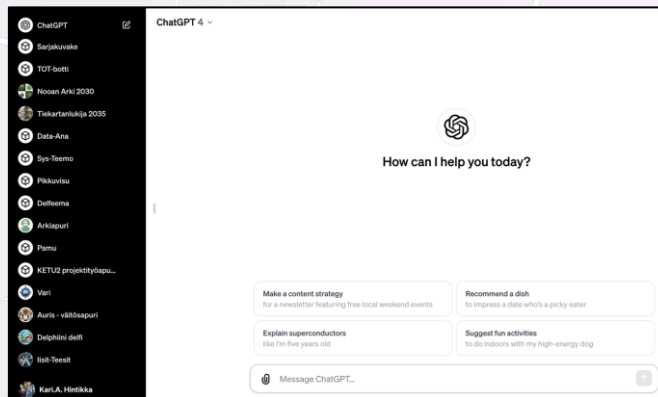 ChatGPT
Sarjakuvake
TOT-botti
Nooan Arki 2030
Tiekartanlukija 2035
Data-Ana
Sys-Teemo
Pikkuvisu
Delfeema
Arkiapuri
Pamu
KETU2 projektityöapu...
Vari
Auris - väitösapuri
Delphiini delfi
Iisit-Teesit
Kari.A. Hintikka
ChatGPT 4
How can I help you today?
Make a content strategy
for a newsletter featuring free local weekend events
Recommend a dish
to impress a date who's a picky eater
Explain superconductors
like I'm five years old
Suggest fun activities
to do indoors with my high-energy dog
Message ChatGPT...